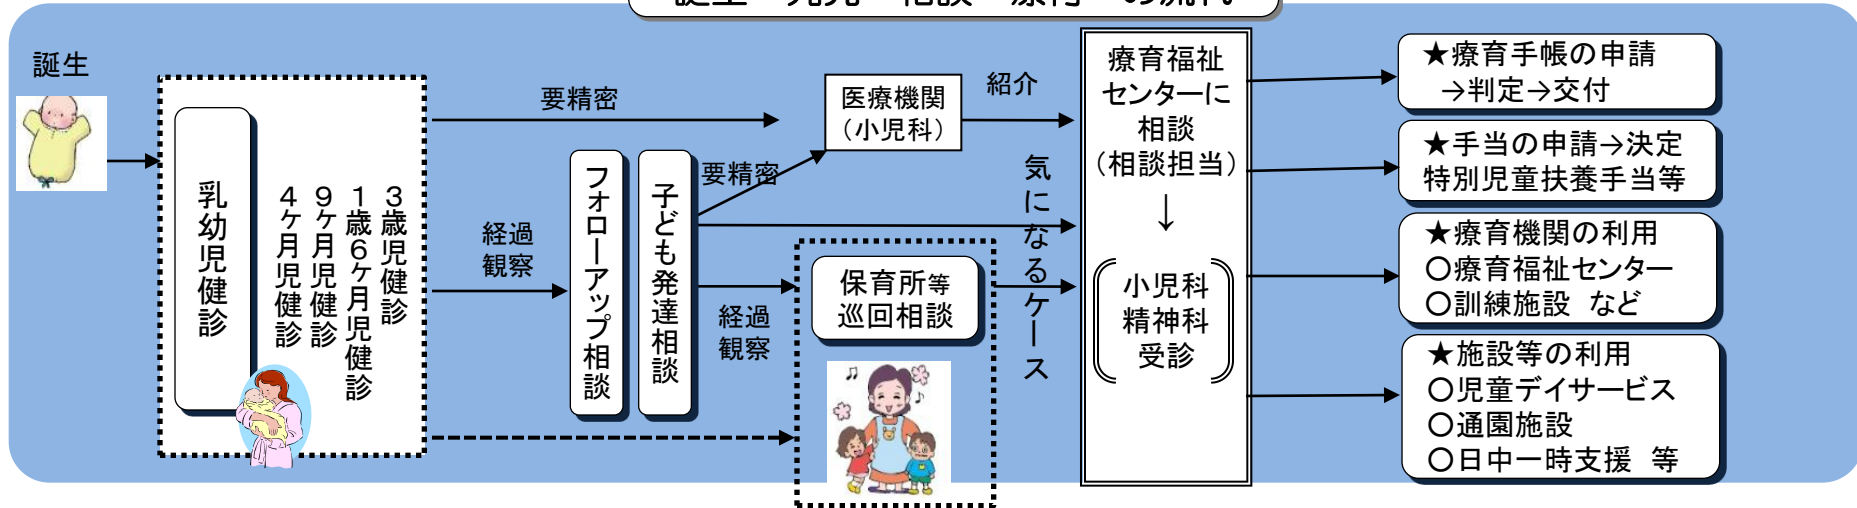 誕生
乳幼児健診
4ヶ月児健診
9ヶ月児健診
1歳6ヶ月児健診
3歳児健診
要精密
経過
観察
フォローアップ相談
子ども発達相談
要精密
経過
観察
医療機関
（小児科）
保育所等
巡回相談
紹介
気になるケース
療育福祉
センターに
相談
（相談担当）
↓
小児科
精神科
受診
★療育手帳の申請
→判定→交付
★手当の申請→決定
特別児童扶養手当等
★療育機関の利用
○療育福祉センター
○訓練施設 など
★施設等の利用
○児童デイサービス
○通園施設
○日中一時支援 等